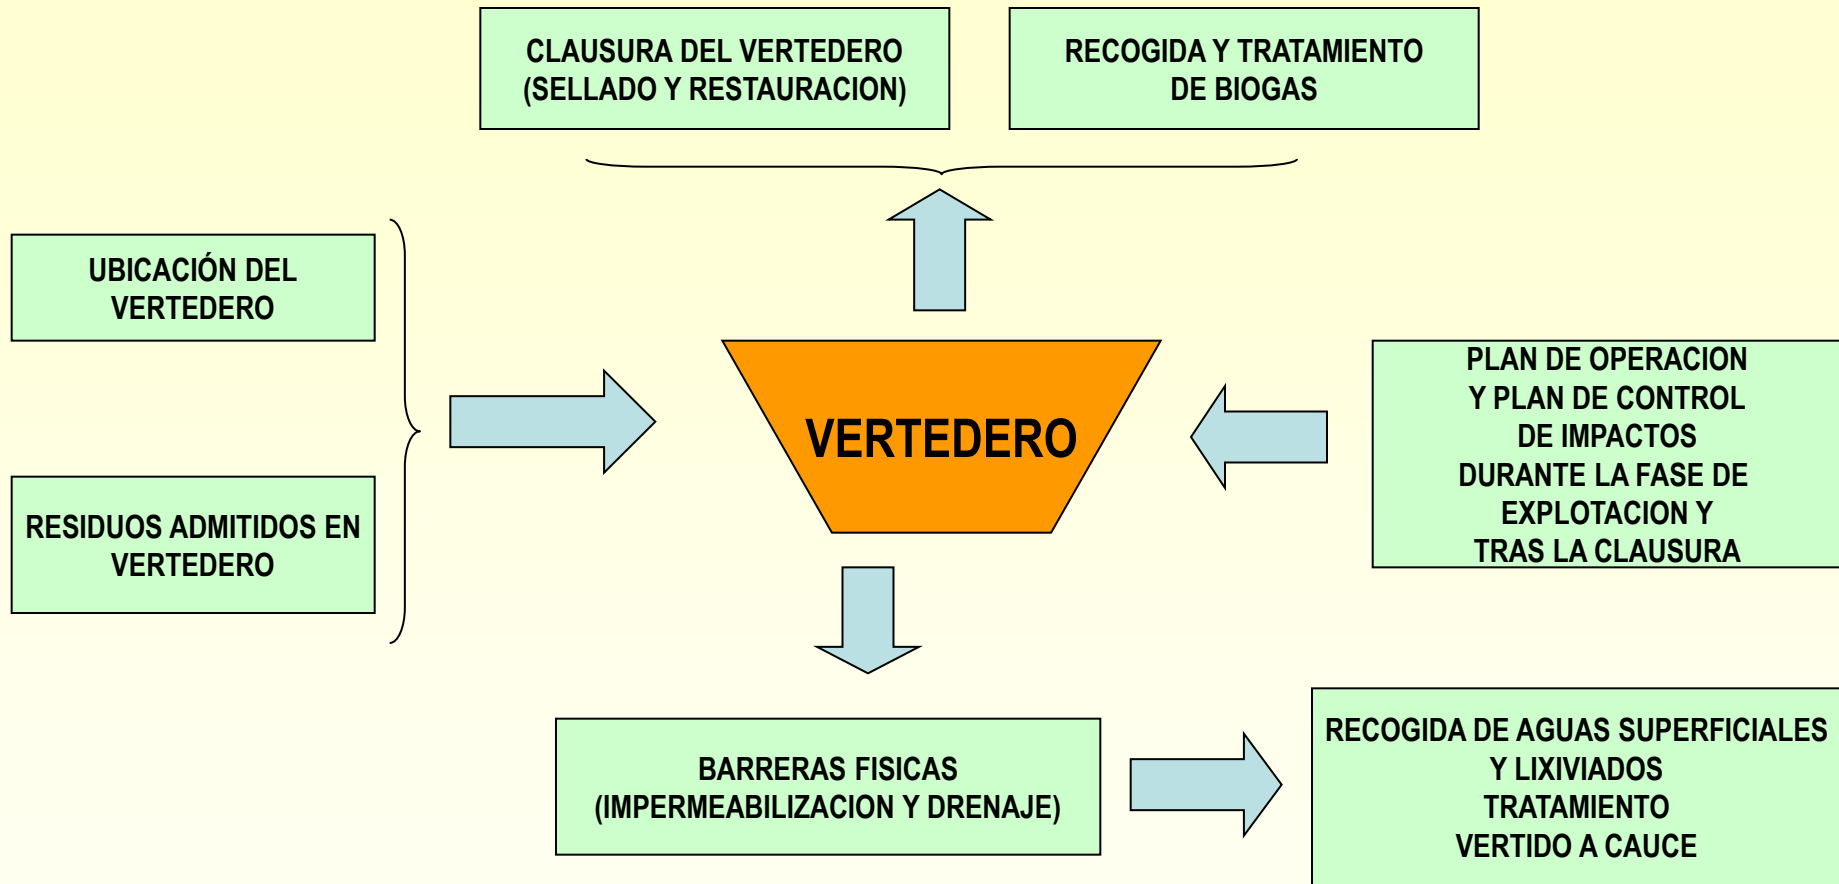 CLAUSURA DEL VERTEDERO
(SELLADO Y RESTAURACION)
RECOGIDA Y TRATAMIENTO
DE BIOGAS
UBICACIÓN DEL
VERTEDERO
RESIDUOS ADMITIDOS EN
VERTEDERO
VERTEDERO
PLAN DE OPERACION
Y PLAN DE CONTROL
DE IMPACTOS
DURANTE LA FASE DE
EXPLOTACION Y
TRAS LA CLAUSURA
BARRERAS FISICAS
(IMPERMEABILIZACION Y DRENAJE)
RECOGIDA DE AGUAS SUPERFICIALES
Y LIXIVIADOS
TRATAMIENTO
VERTIDO A CAUCE